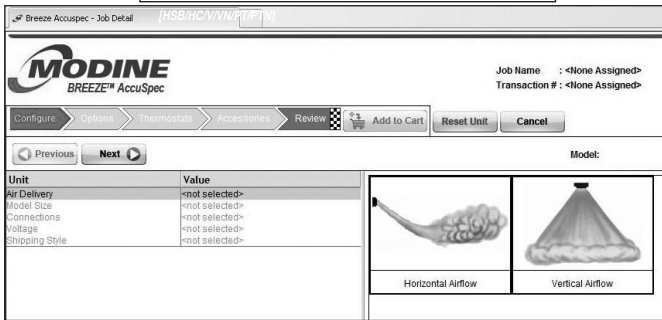 Breeze Accuspec - Job Detail
[HSB/HC/V/VN/PT/PTN]
MODINE
BREEZE™ AccuSpec
Job Name : <None Assigned>
Transaction # : <None Assigned>
Configure Options Thermostats Accessories Review Add to Cart Reset Unit Cancel
Previous Next Model:
Unit Value
Air Delivery <not selected>
Model Size <not selected>
Connections <not selected>
Voltage <not selected>
Shipping Style <not selected>
Horizontal Airflow Vertical Airflow